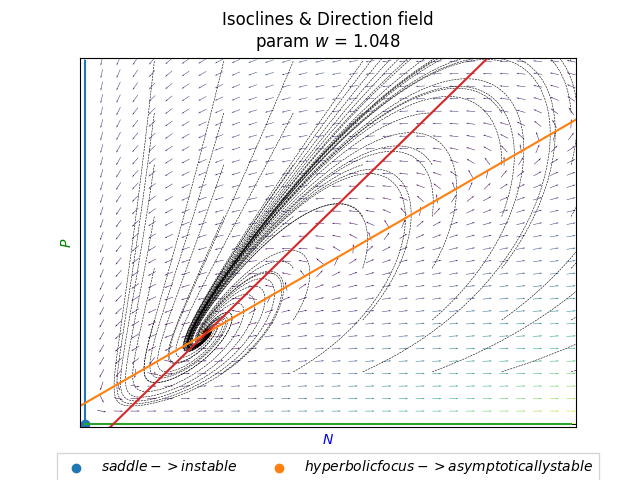 Isoclines & Direction field
param w = 1.048
P
N
saddle − > instable
hyperbolicfocus − > asymptoticallystable